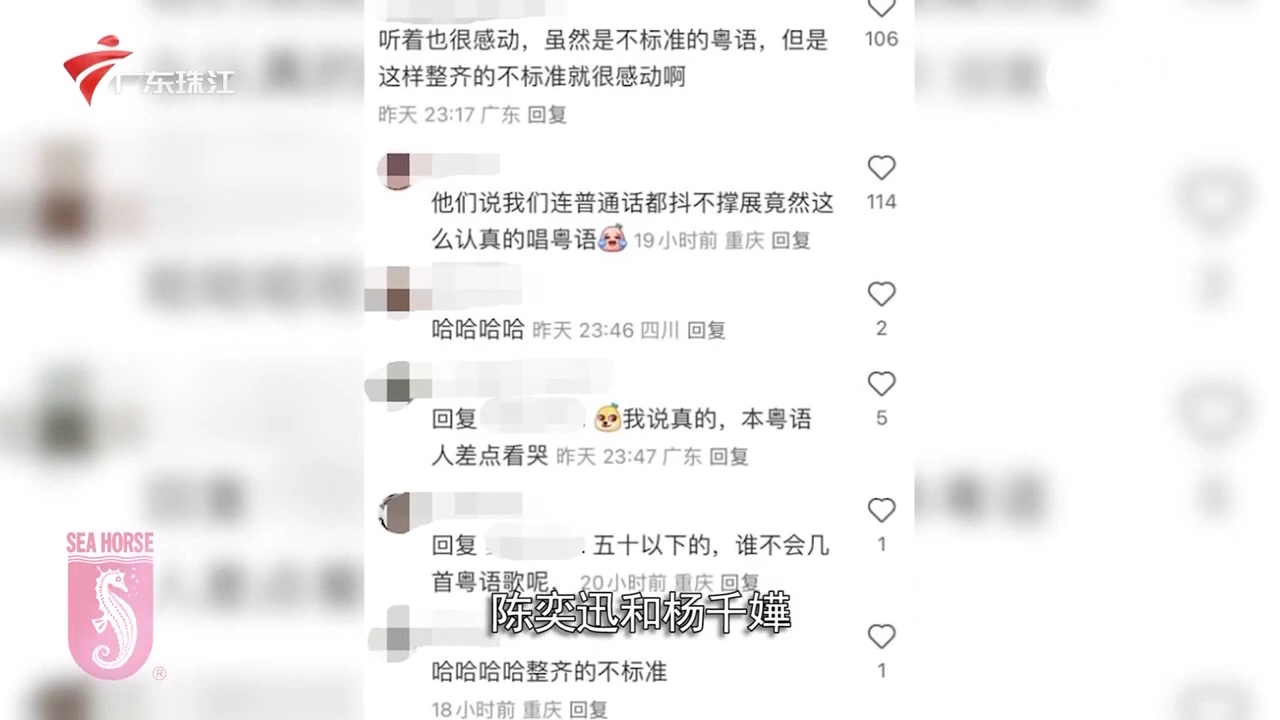 广东珠江
听着也很感动，虽然是不标准的粤语，但是
这样整齐的不标准就很感动啊
106
昨天 23:17 广东 回复
他们说我们连普通话都抖不撑展竟然这
么认真的唱粤语 19小时前 重庆 回复
114
哈哈哈哈 昨天 23:46 四川 回复
2
回复 : 我说真的，本粤语
人差点看哭 昨天 23:47 广东 回复
5
回复 : 五十以下的，谁不会几
首粤语歌呢， 20小时前 重庆 回复
1
陈奕迅和杨千嬅
哈哈哈哈整齐的不标准
18小时前 重庆 回复
1
SEA HORSE
®